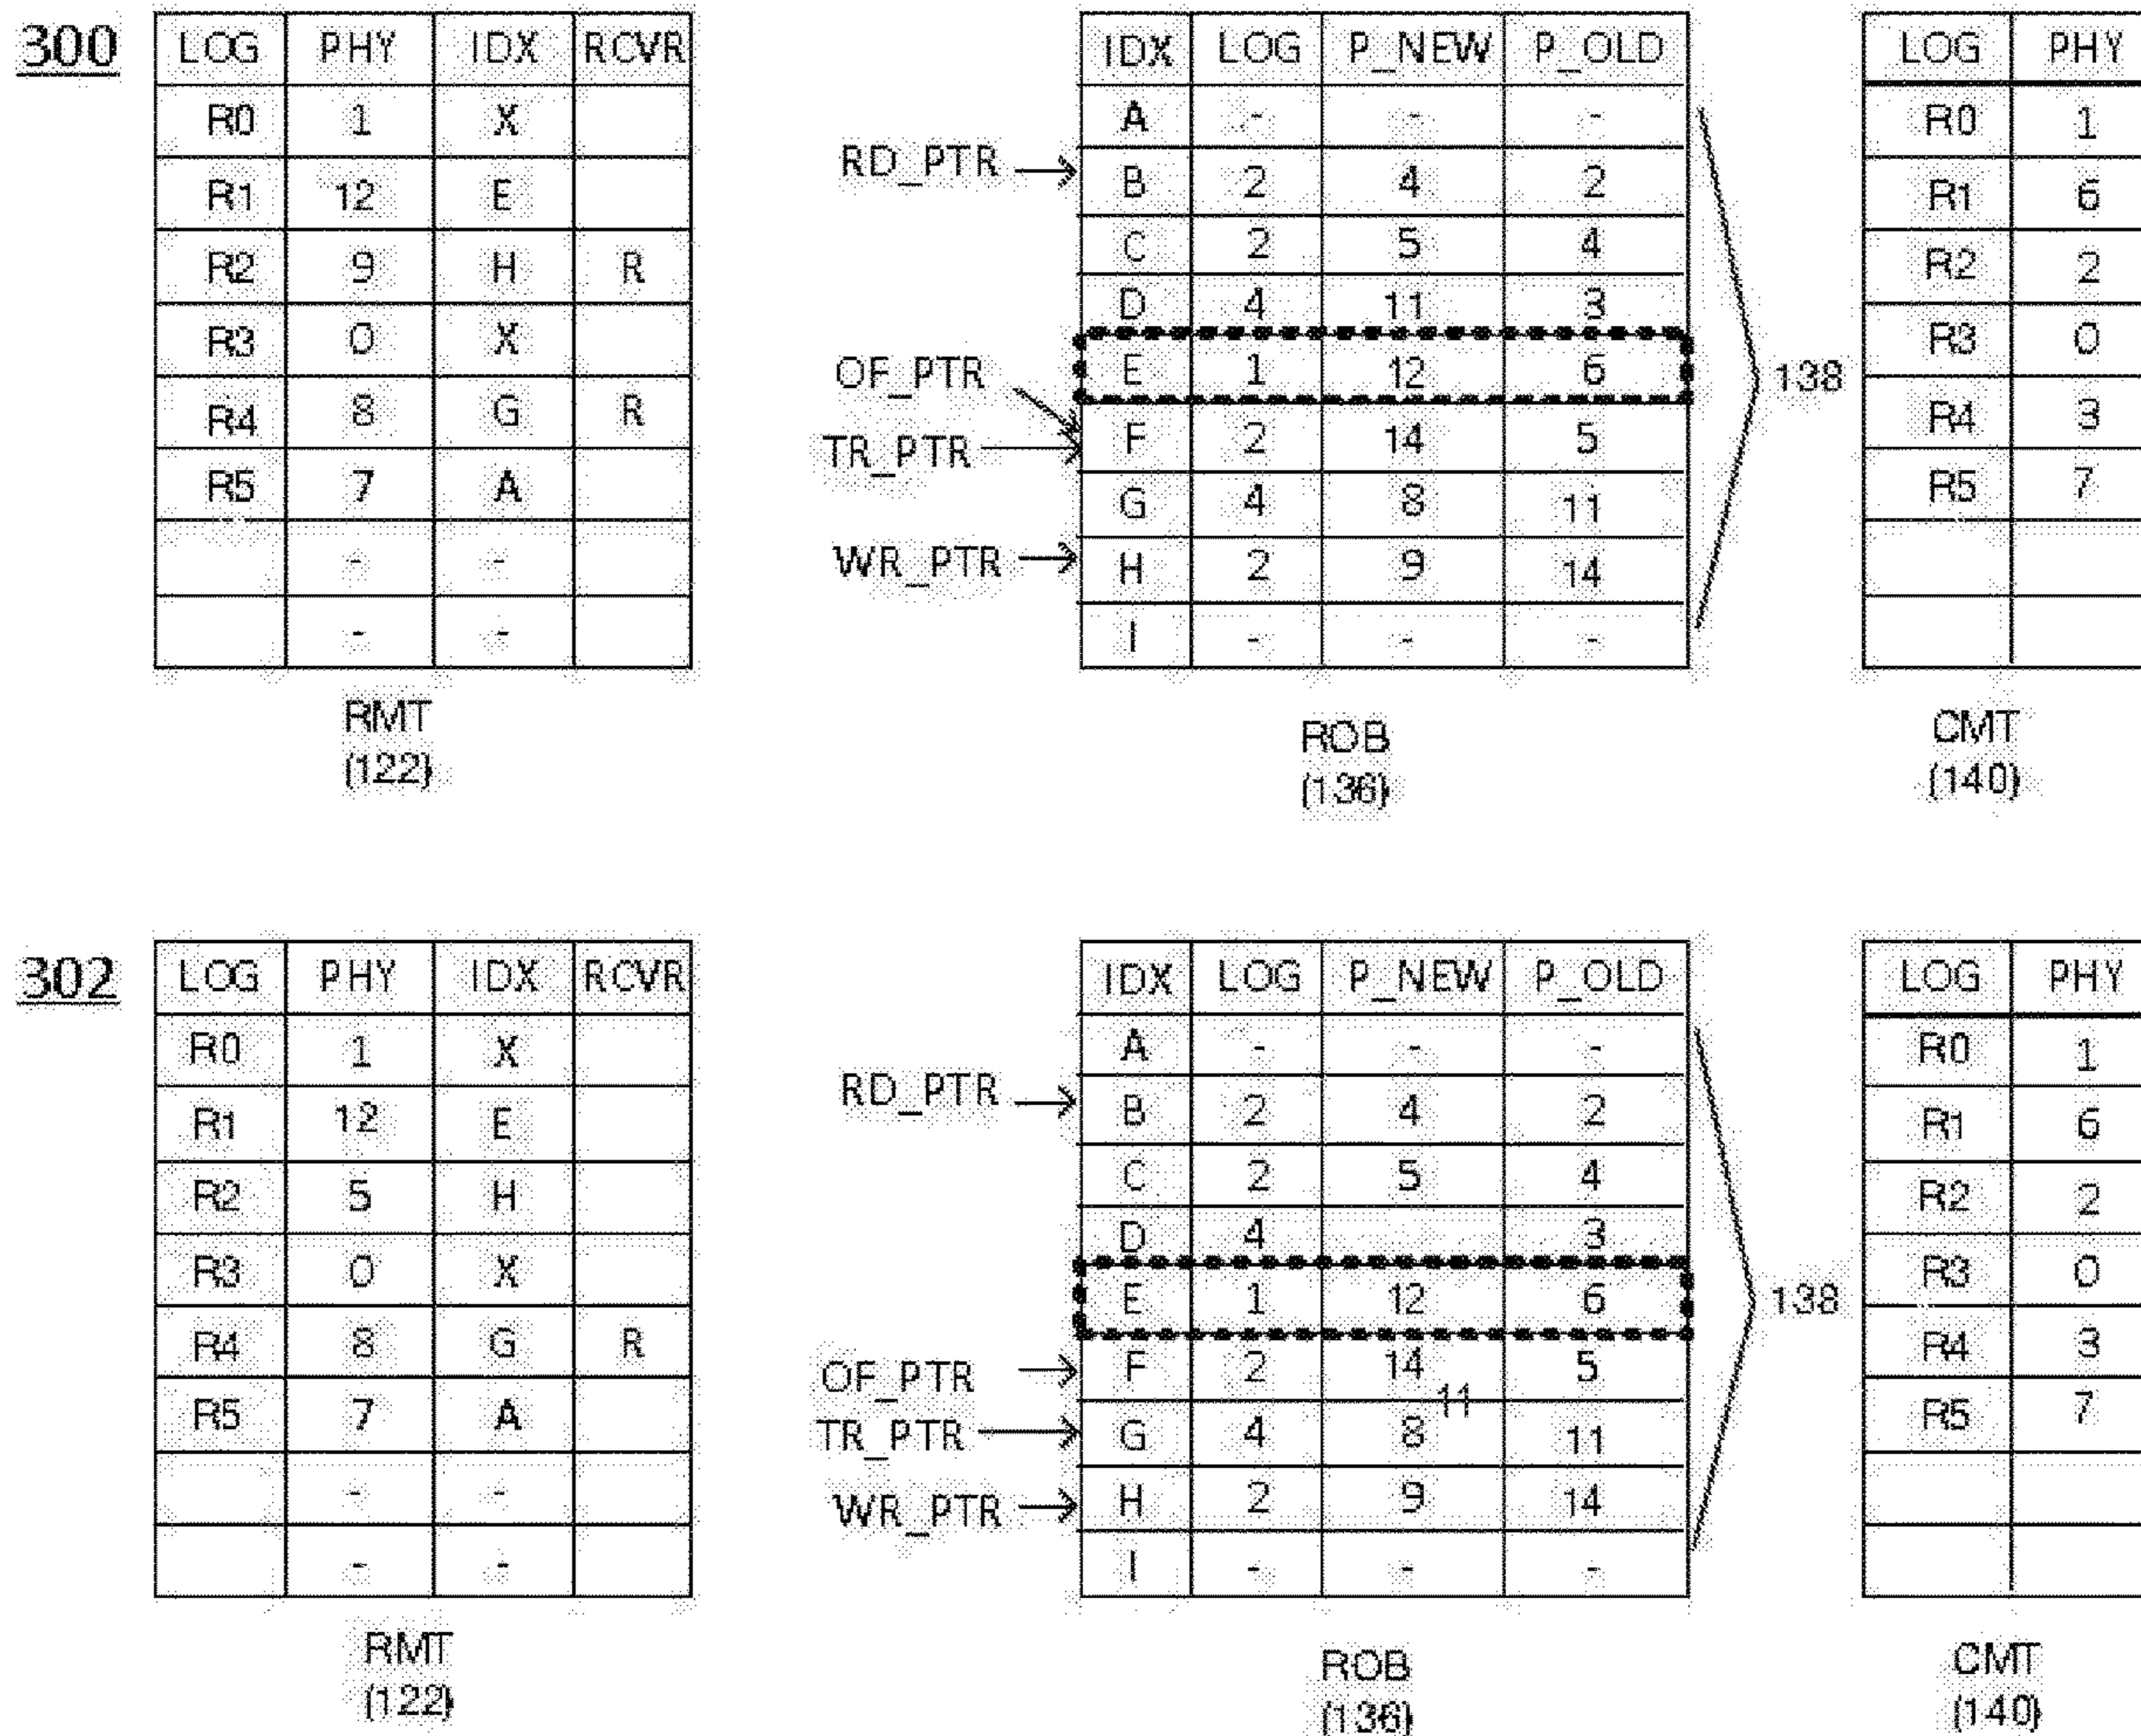 300
LOG PHY IDX RCVR
R0 1 X
R1 12 E
R2 9 H R
R3 0 X
R4 8 G R
R5 7 A
- -
- -
RMT
(122)
RD_PTR
OF_PTR
TR_PTR
WR_PTR
IDX LOG P_NEW P_OLD
A - - -
B 2 4 2
C 2 5 4
D 4 11 3
E 1 12 6
F 2 14 5
G 4 8 11
H 2 9 14
I - - -
138
ROB
(136)
LOG PHY
R0 1
R1 6
R2 2
R3 0
R4 3
R5 7
CMT
(140)
302
LOG PHY IDX RCVR
R0 1 X
R1 12 E
R2 5 H
R3 0 X
R4 8 G R
R5 7 A
- -
- -
RMT
(122)
RD_PTR
OF_PTR
TR_PTR
WR_PTR
IDX LOG P_NEW P_OLD
A - - -
B 2 4 2
C 2 5 4
D 4 3
E 1 12 6
F 2 14 5
11
G 4 8 11
H 2 9 14
I - - -
138
ROB
(136)
LOG PHY
R0 1
R1 6
R2 2
R3 0
R4 3
R5 7
CMT
(140)